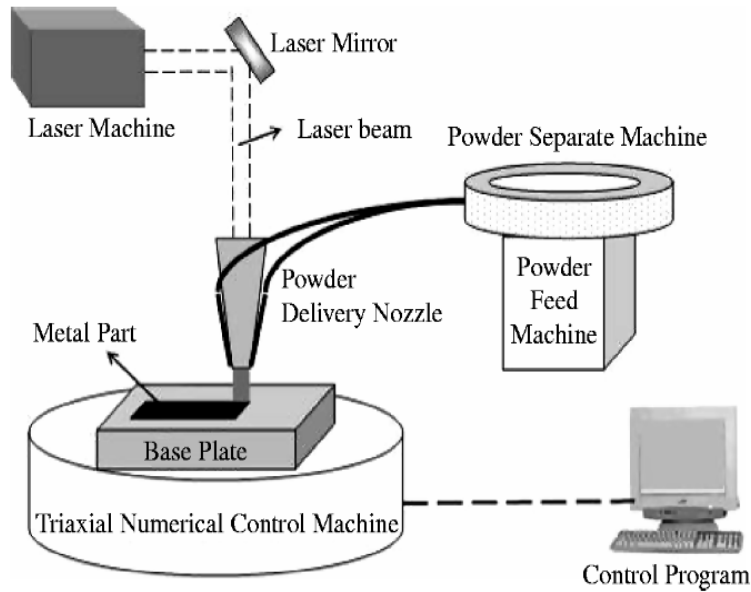 Laser Mirror
Laser Machine
Laser beam
Powder Separate Machine
Powder
Delivery Nozzle
Powder
Feed
Machine
Metal Part
Base Plate
Triaxial Numerical Control Machine
Control Program